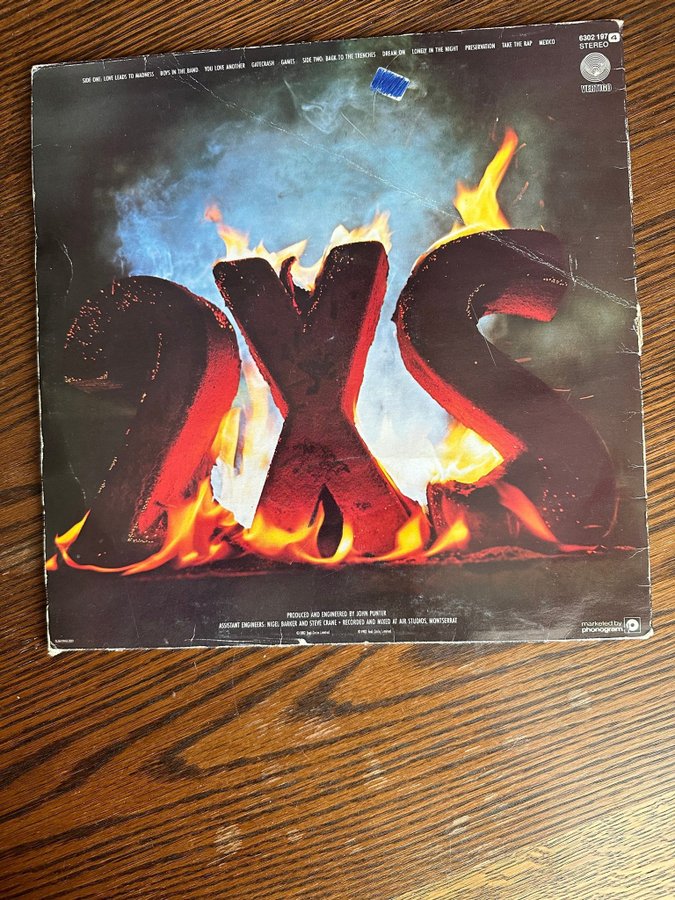 SIDE ONE: LOVE LEADS TO MADNESS BOYS IN THE BAND YOU LOVE ANOTHER GATECRASH GAMES SIDE TWO: BACK TO THE TRENCHES DREAM ON LONELY IN THE NIGHT PRESERVATION TAKE THE RAP MEXICO
6302 197 4
STEREO
VERTIGO
2XS
PRODUCED AND ENGINEERED BY JOHN PUNTER
ASSISTANT ENGINEERS: NIGEL BARKER AND STEVE CRANE • RECORDED AND MIXED AT AIR STUDIOS, MONTSERRAT
marketed by
phonogram